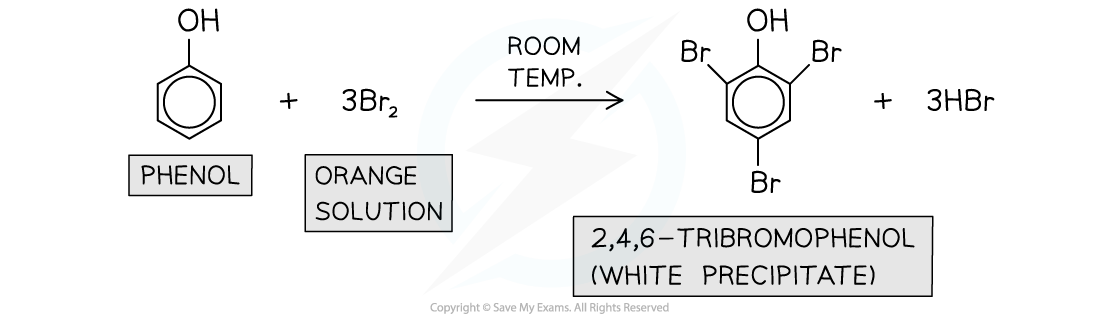 OH
+ 3Br₂
ROOM
TEMP.
OH
Br Br
Br
+ 3HBr
PHENOL
ORANGE
SOLUTION
2,4,6-TRIBROMOPHENOL
(WHITE PRECIPITATE)
Copyright © Save My Exams. All Rights Reserved